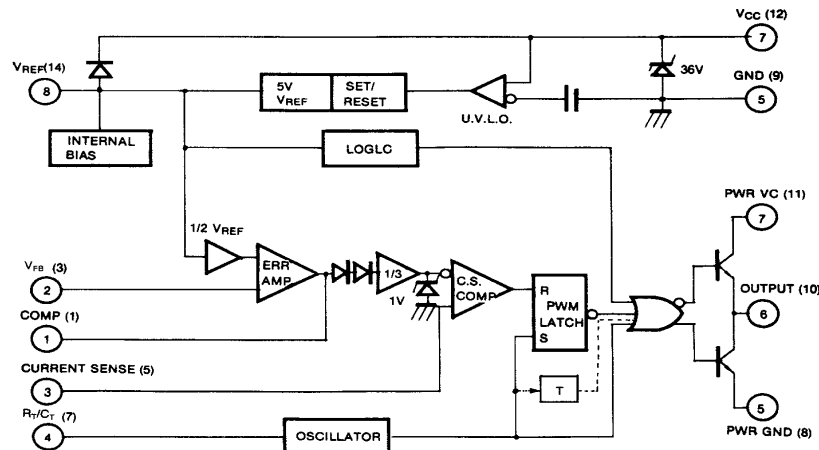 VCC (12)
7
VREF(14)
8
5V
VREF
SET/
RESET
36V
GND (9)
5
U.V.L.O.
INTERNAL
BIAS
LOGLC
PWR VC (11)
7
1/2 VREF
VFB (3)
2
ERR
AMP
1/3
1V
C.S.
COMP
R
PWM
LATCH
S
OUTPUT (10)
6
COMP (1)
1
CURRENT SENSE (5)
3
T
5
PWR GND (8)
RT/CT (7)
4
OSCILLATOR